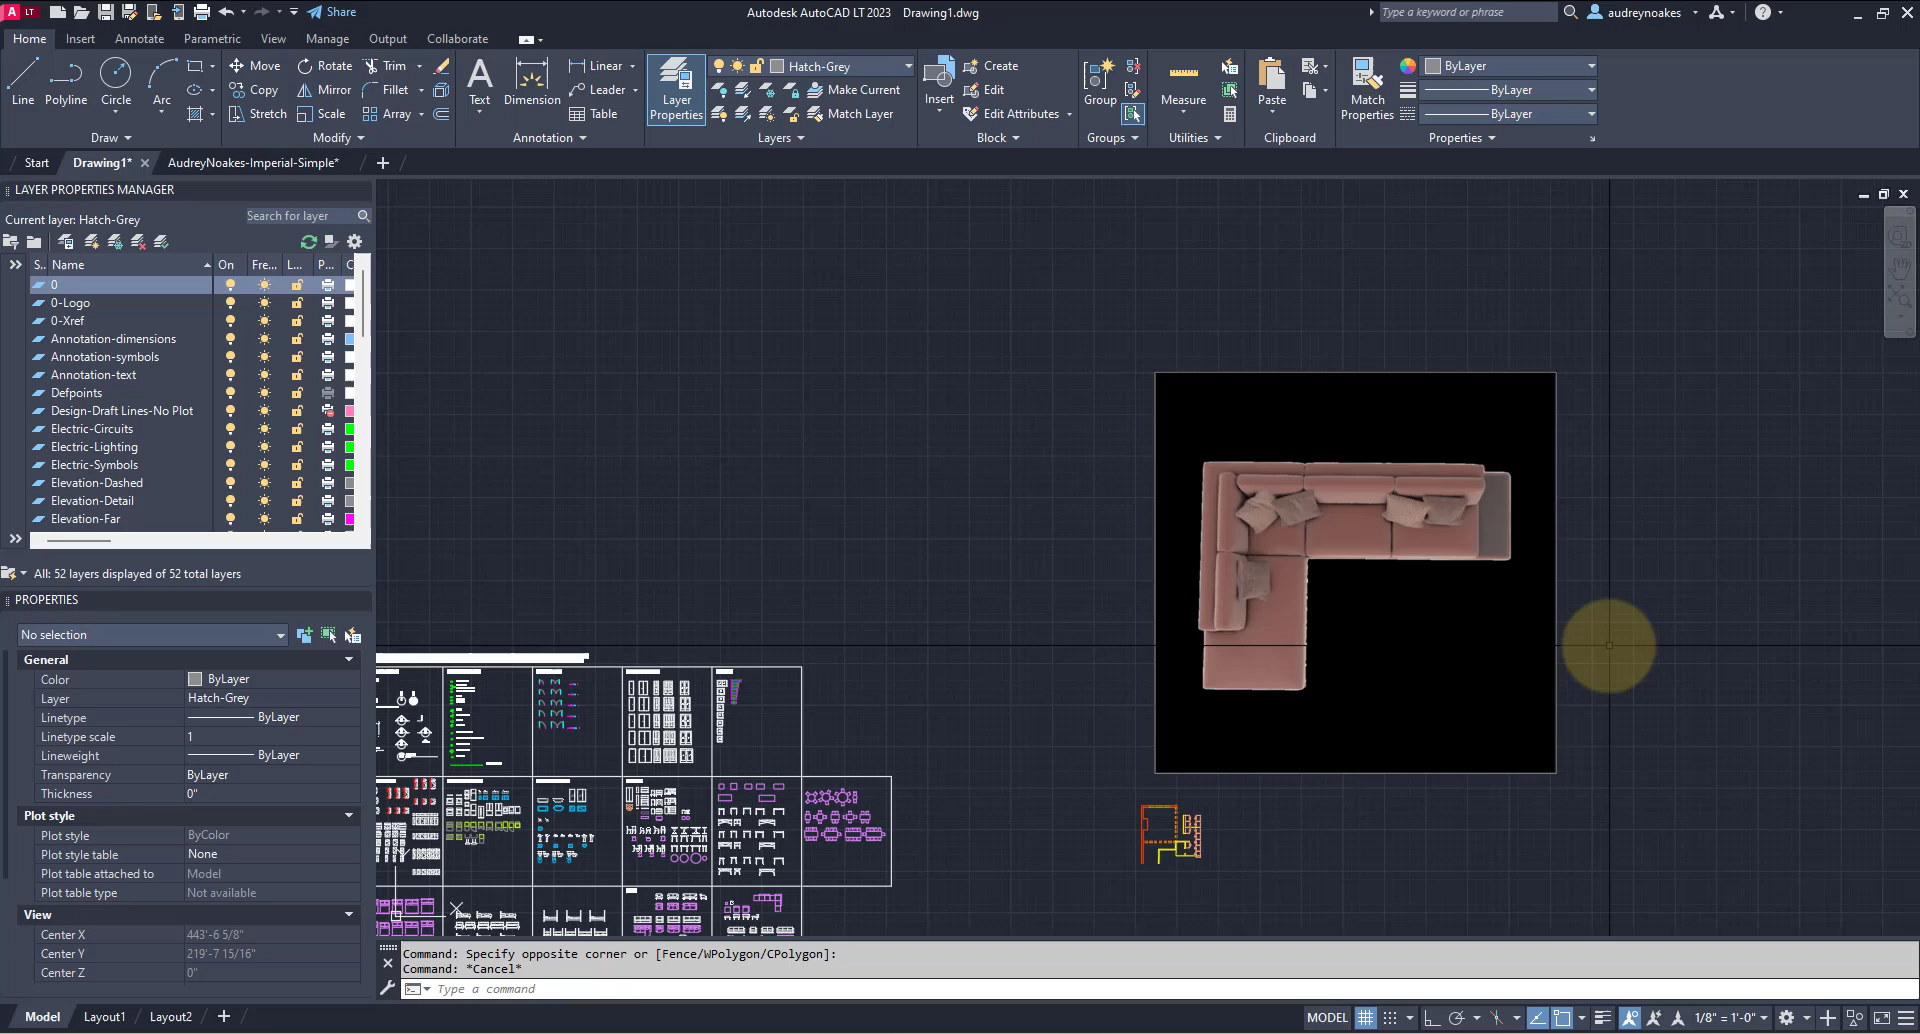 LT
Share
Autodesk AutoCAD LT 2023 Drawing1.dwg
Type a keyword or phrase
audreynoakes
Home Insert Annotate Parametric View Manage Output Collaborate
Line Polyline Circle Arc
Move Rotate Trim
Copy Mirror Fillet
Stretch Scale Array
Text Dimension
Linear
Leader
Table
Layer Properties
Hatch-Grey
Make Current
Match Layer
Insert
Create
Edit
Edit Attributes
Group
Measure
Paste
Match Properties
ByLayer
ByLayer
ByLayer
Draw Modify Annotation Layers Block Groups Utilities Clipboard Properties
Start Drawing1* AudreyNoakes-Imperial-Simple*
LAYER PROPERTIES MANAGER
Current layer: Hatch-Grey
Search for layer
S.. Name On Fre... L... P... C
0
0-Logo
0-Xref
Annotation-dimensions
Annotation-symbols
Annotation-text
Defpoints
Design-Draft Lines-No Plot
Electric-Circuits
Electric-Lighting
Electric-Symbols
Elevation-Dashed
Elevation-Detail
Elevation-Far
All: 52 layers displayed of 52 total layers
PROPERTIES
No selection
General
Color ByLayer
Layer Hatch-Grey
Linetype ByLayer
Linetype scale 1
Lineweight ByLayer
Transparency ByLayer
Thickness 0"
Plot style
Plot style ByColor
Plot style table None
Plot table attached to Model
Plot table type Not available
View
Center X 443'-6 5/8"
Center Y 219'-7 15/16"
Center Z 0"
Command: Specify opposite corner or [Fence/WPolygon/CPolygon]:
Command: *Cancel*
Type a command
Model Layout1 Layout2
MODEL
1/8" = 1'-0"